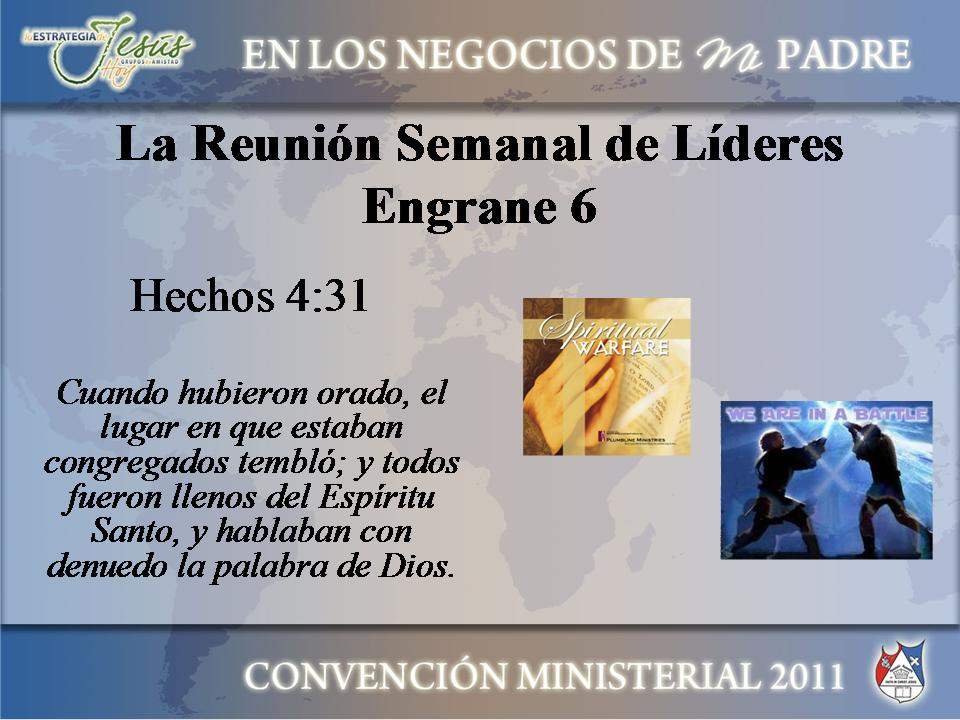 la ESTRATEGIA de
Jesús
GRUPOS de AMISTAD
Hoy
EN LOS NEGOCIOS DE Mi PADRE
La Reunión Semanal de Líderes
Engrane 6
Hechos 4:31
Cuando hubieron orado, el
lugar en que estaban
congregados tembló; y todos
fueron llenos del Espíritu
Santo, y hablaban con
denuedo la palabra de Dios.
Spiritual
WARFARE
O LORD
PLUMBLINE MINISTRIES
WE ARE IN A BATTLE
CONVENCIÓN MINISTERIAL 2011